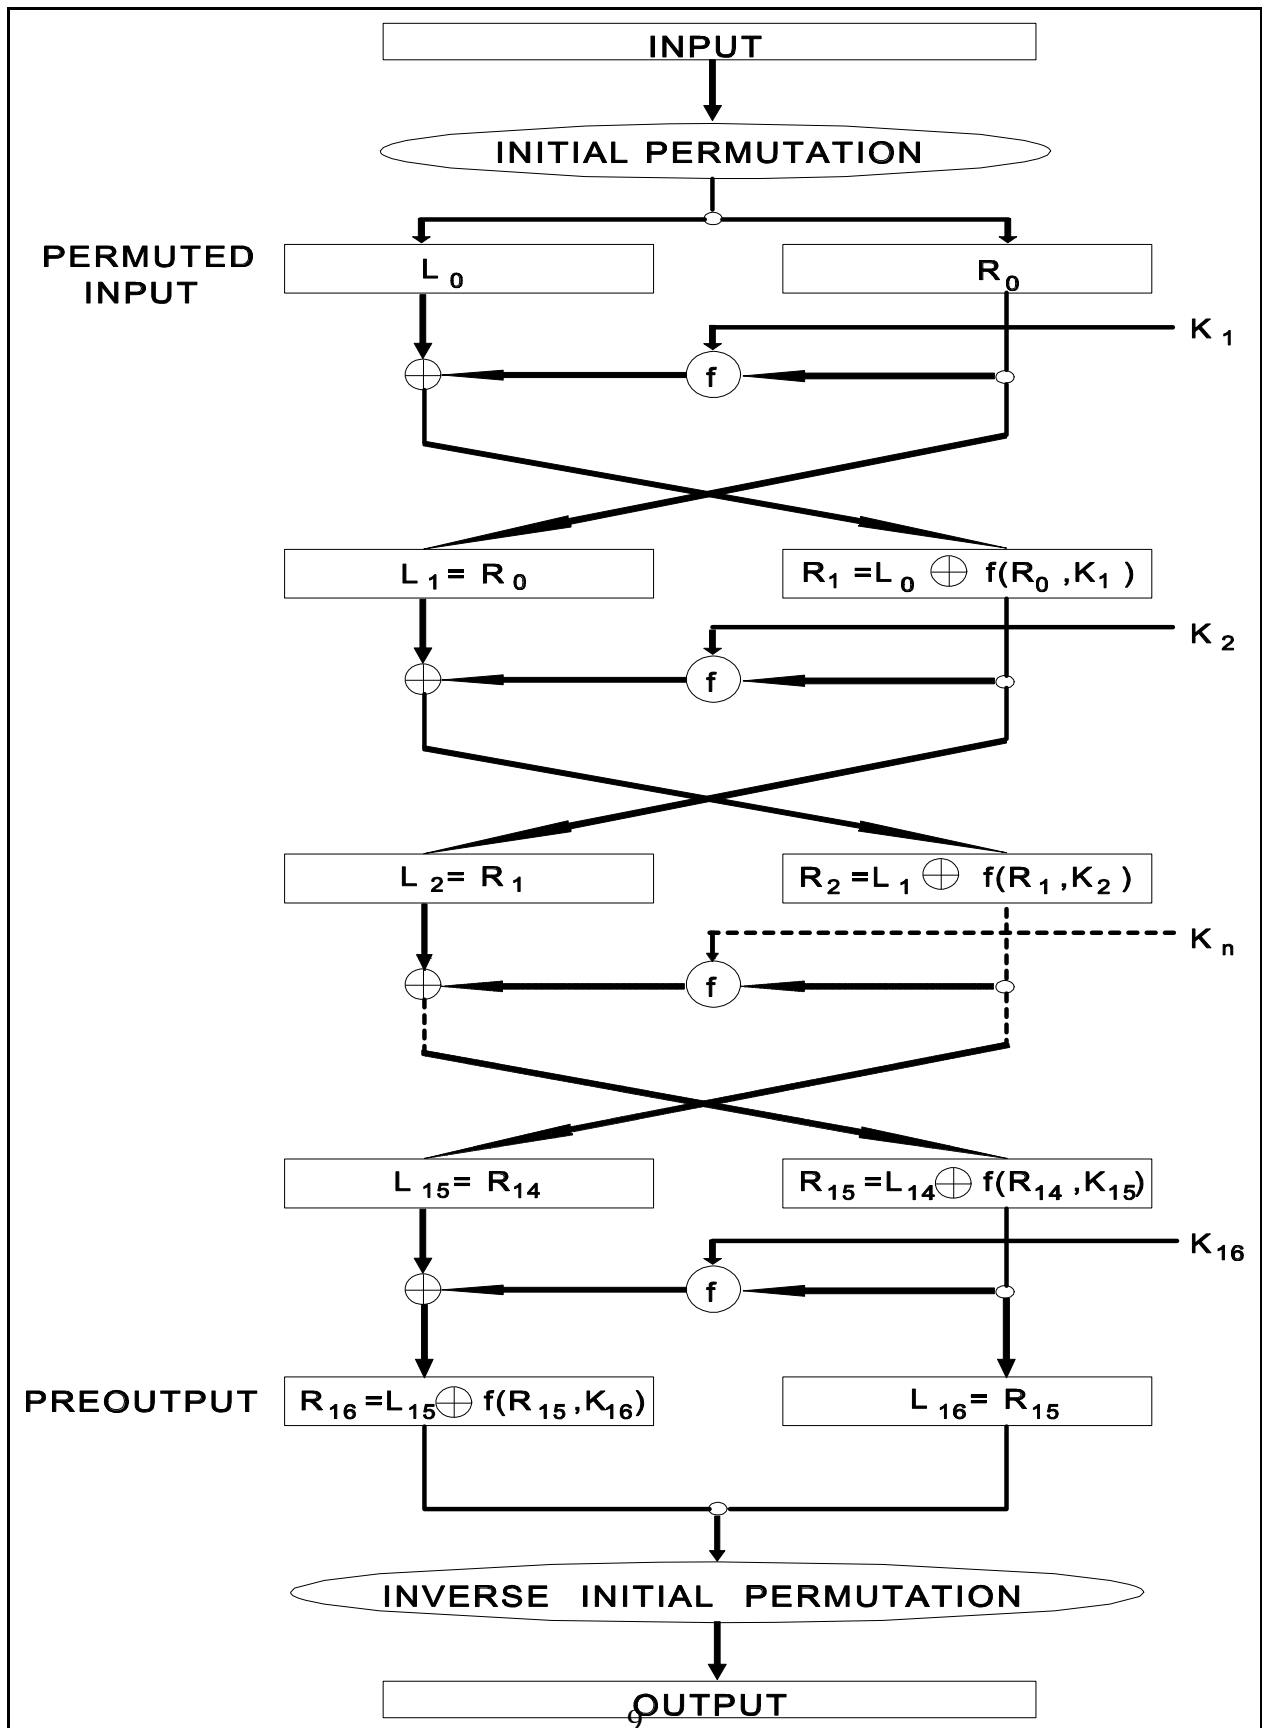 INPUT
INITIAL PERMUTATION
PERMUTED
INPUT
L 0
R 0
K 1
f
L 1 = R 0
R 1 =L 0 ⊕ f(R 0 ,K 1 )
K 2
f
L 2 = R 1
R 2 =L 1 ⊕ f(R 1 ,K 2 )
K n
f
L 15 = R 14
R 15 =L 14 ⊕ f(R 14 ,K 15)
K 16
f
PREOUTPUT
R 16 =L 15 ⊕ f(R 15 ,K 16)
L 16 = R 15
INVERSE INITIAL PERMUTATION
OUTPUT
9